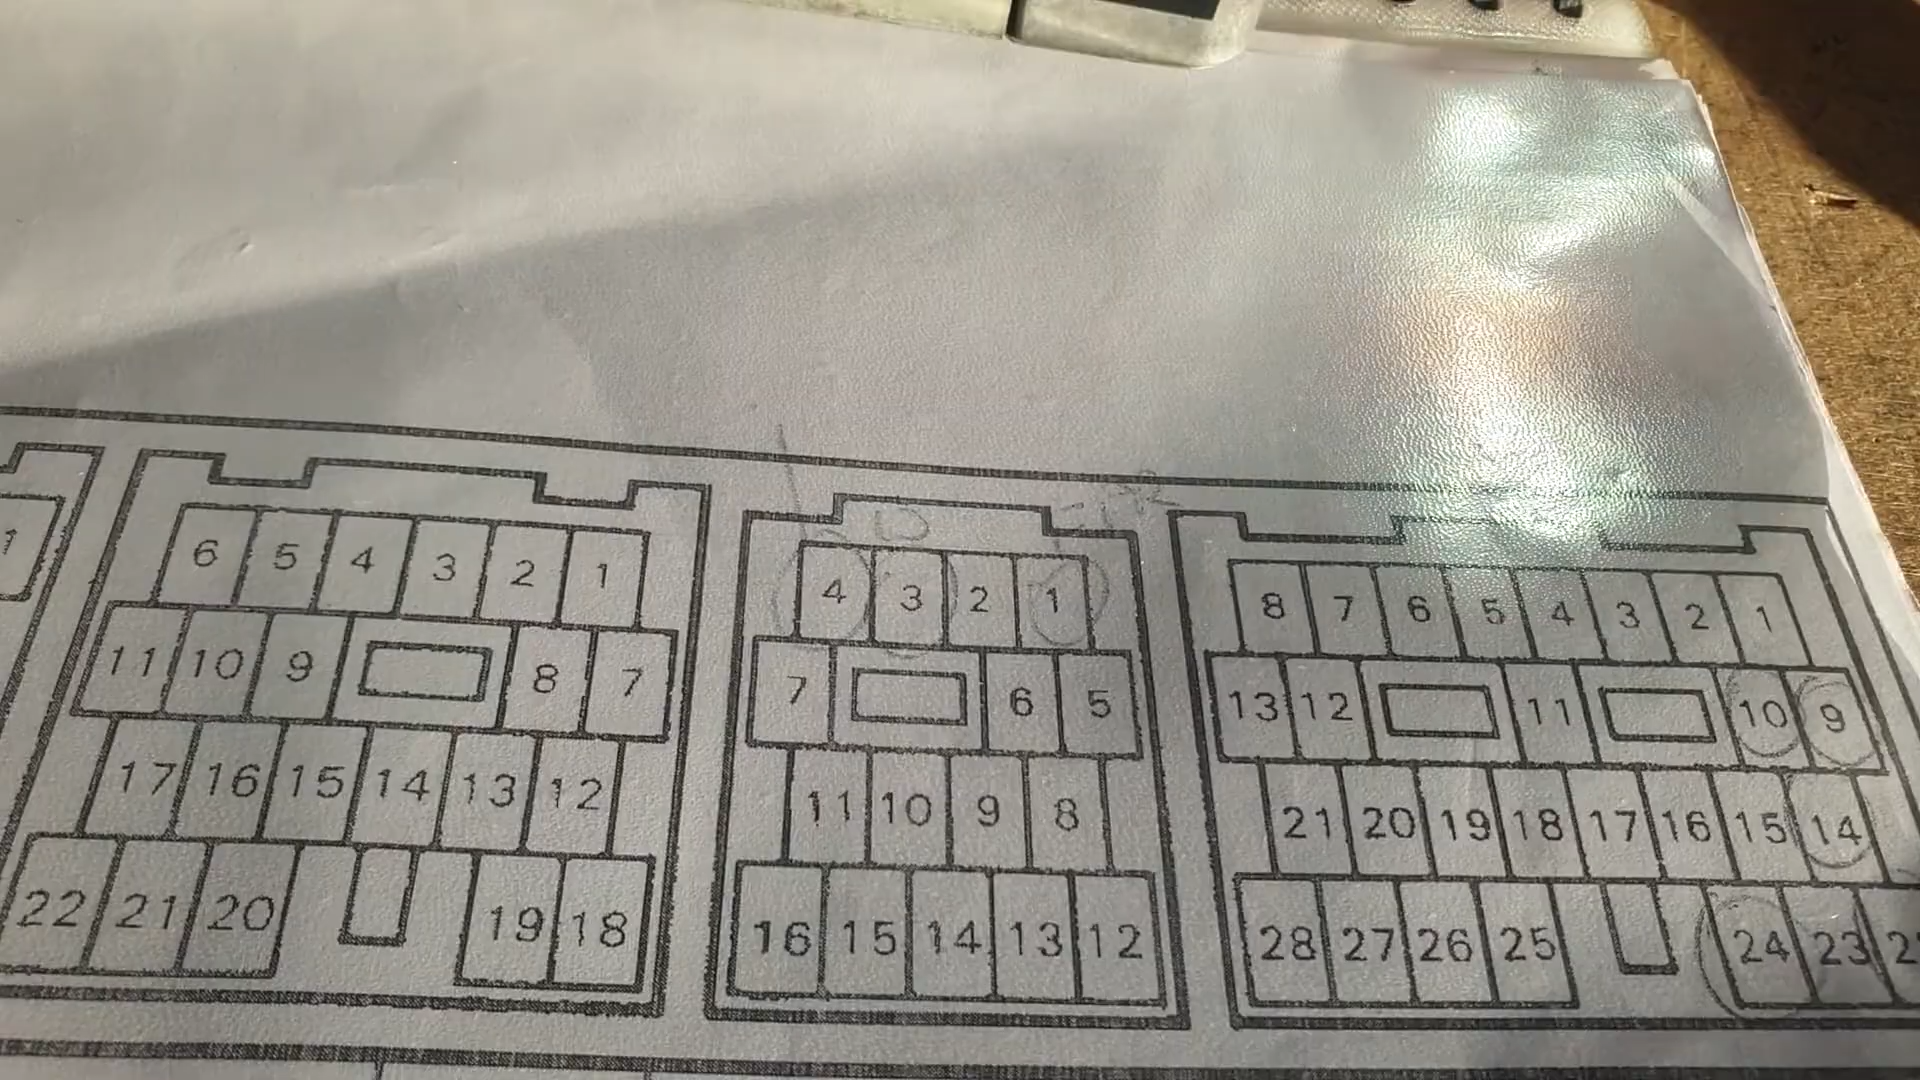 1
6 5 4 3 2 1
11 10 9 8 7
17 16 15 14 13 12
22 21 20 19 18
4 3 2 1
7 6 5
11 10 9 8
16 15 14 13 12
8 7 6 5 4 3 2 1
13 12 11 10 9
21 20 19 18 17 16 15 14
28 27 26 25 24 23